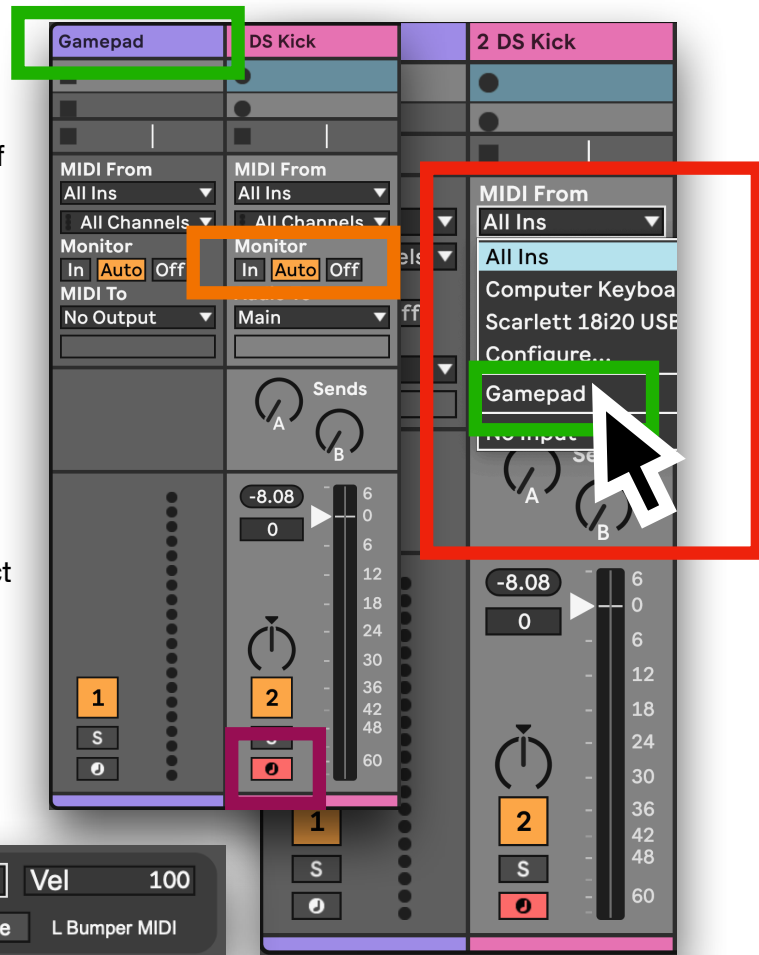 Gamepad
DS Kick
MIDI From
All Ins
All Channels
Monitor
In Auto Off
MIDI To
No Output
MIDI From
All Ins
All Channels
Monitor
In Auto Off
Main
Sends
A
B
-8.08
0
6
0
6
12
18
24
30
36
42
48
60
1
S
2
S
2 DS Kick
MIDI From
All Ins
All Ins
Computer Keyboa
Scarlett 18i20 USB
Configure...
Gamepad
No Input
Se
A
B
-8.08
0
6
0
6
12
18
24
30
36
42
48
60
1
S
2
S
Vel 100
L Bumper MIDI